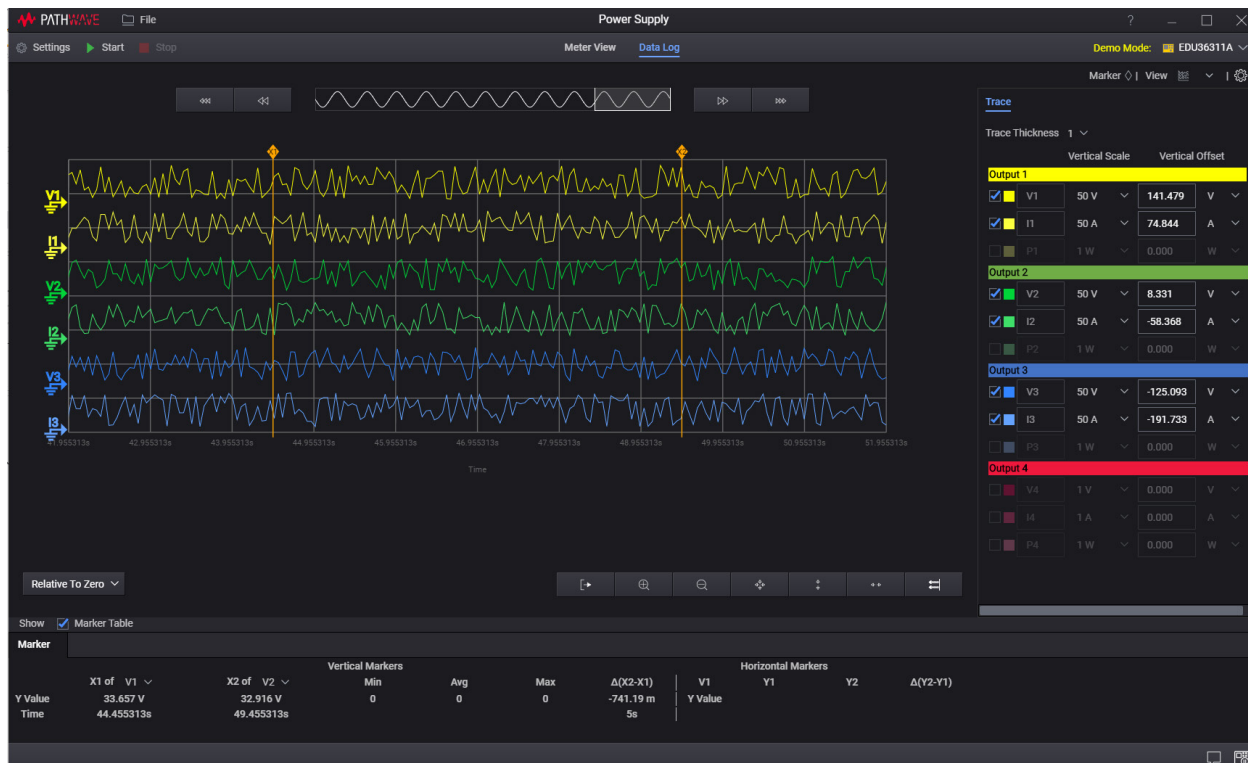 PATHWAVE File Power Supply ?
Settings Start Stop Meter View Data Log Demo Mode: EDU36311A
Marker | View |
Trace
Trace Thickness 1
Vertical Scale Vertical Offset
Output 1
V1 50 V 141.479 V
I1 50 A 74.844 A
P1 1 W 0.000 W
Output 2
V2 50 V 8.331 V
I2 50 A -58.368 A
P2 1 W 0.000 W
Output 3
V3 50 V -125.093 V
I3 50 A -191.733 A
P3 1 W 0.000 W
Output 4
V4 1 V 0.000 V
I4 1 A 0.000 A
P4 1 W 0.000 W
X1 X2
V1
I1
V2
I2
V3
I3
42.955313s 43.955313s 44.955313s 45.955313s 46.955313s 47.955313s 48.955313s 49.955313s 50.955313s 51.955313s
Time
Relative To Zero
Show Marker Table
Marker
Vertical Markers Horizontal Markers
X1 of V1 X2 of V2 Min Avg Max Δ(X2-X1) V1 Y1 Y2 Δ(Y2-Y1)
Y Value 33.657 V 32.916 V 0 0 0 -741.19 m Y Value
Time 44.455313s 49.455313s 5s